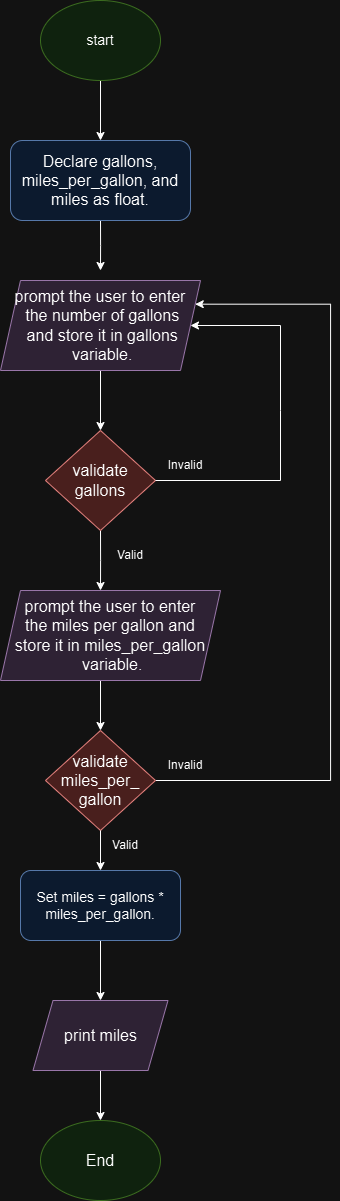 start
Declare gallons,
miles_per_gallon, and
miles as float.
prompt the user to enter
the number of gallons
and store it in gallons
variable.
validate
gallons
Invalid
Valid
prompt the user to enter
the miles per gallon and
store it in miles_per_gallon
variable.
validate
miles_per_
gallon
Invalid
Valid
Set miles = gallons *
miles_per_gallon.
print miles
End